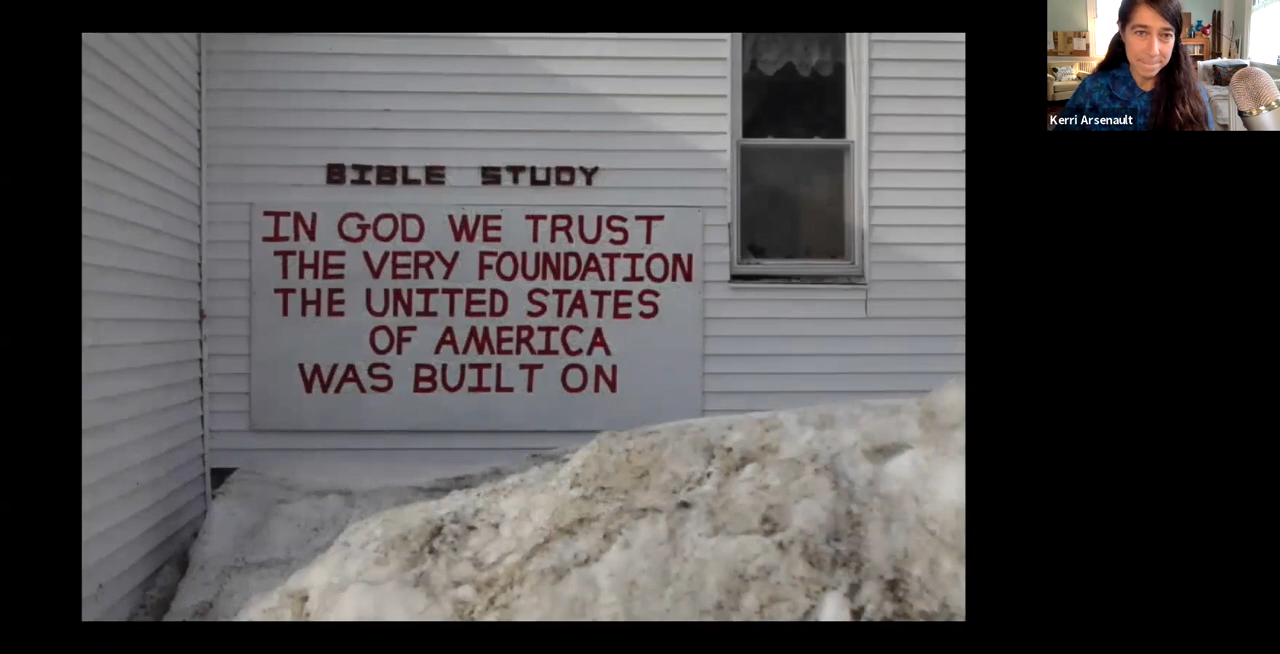 BIBLE STUDY
IN GOD WE TRUST
THE VERY FOUNDATION
THE UNITED STATES
OF AMERICA
WAS BUILT ON
Kerri Arsenault